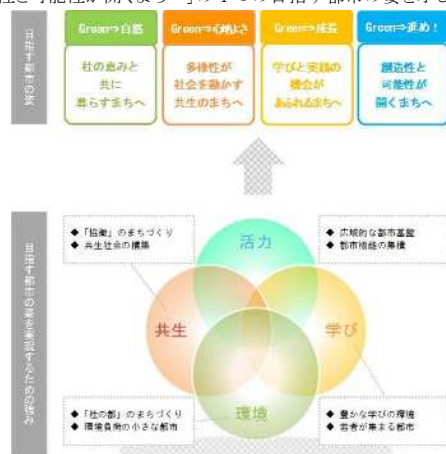 目指す都市の姿
Green⇒自然
Green⇒心地よさ
Green⇒成長
Green⇒進め！
杜の恵みと
共に
暮らすまちへ
多様性が
社会を動かす
共生のまちへ
学びと実践の
機会が
あふれるまちへ
創造性と
可能性が
開くまちへ
目指す都市の姿を実現するための強み
◆ 「協働」のまちづくり
◆ 共生社会の構築
◆ 広域的な都市基盤
◆ 都市機能の集積
活力
共生
学び
環境
◆ 「杜の都」のまちづくり
◆ 環境負荷の小さな都市
◆ 豊かな学びの環境
◆ 若者が集まる都市